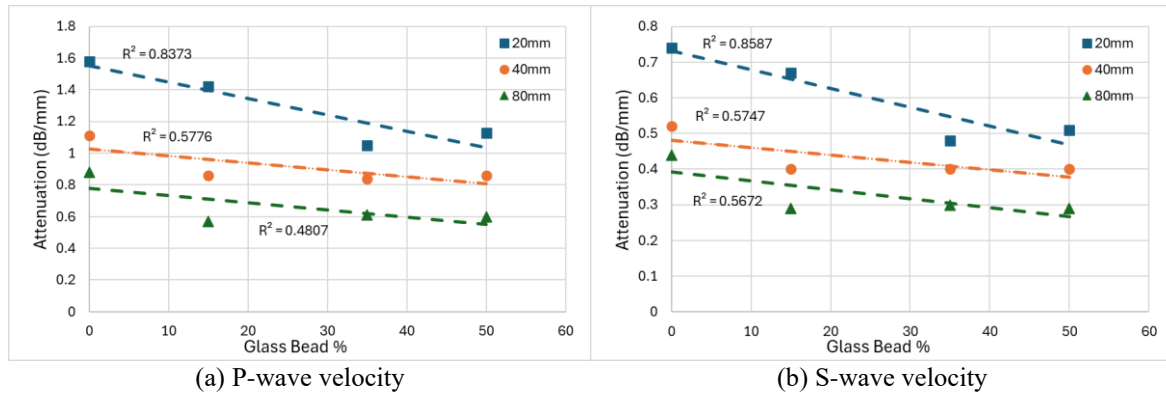 1.8
1.6
1.4
1.2
1
0.8
0.6
0.4
0.2
0
Attenuation (dB/mm)
R² = 0.8373
R² = 0.5776
R² = 0.4807
20mm
40mm
80mm
0 10 20 30 40 50 60
Glass Bead %
(a) P-wave velocity
0.8
0.7
0.6
0.5
0.4
0.3
0.2
0.1
0
Attenuation (dB/mm)
R² = 0.8587
R² = 0.5747
R² = 0.5672
20mm
40mm
80mm
0 10 20 30 40 50 60
Glass Bead %
(b) S-wave velocity